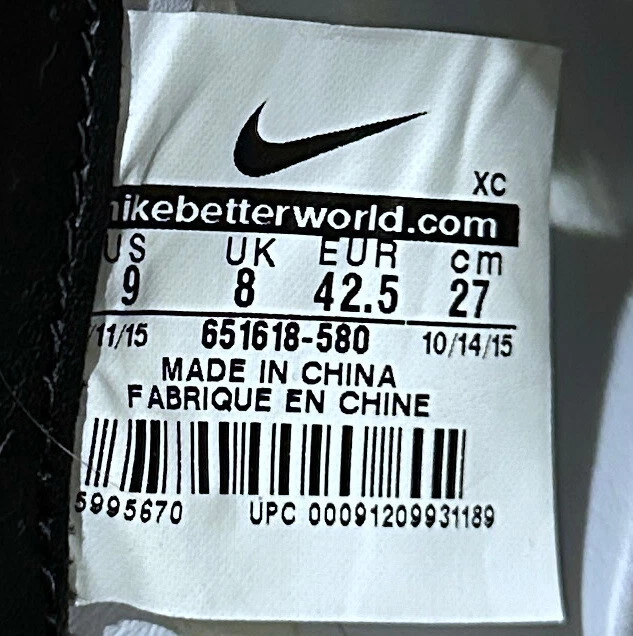 XC
nikebetterworld.com
US UK EUR cm
9 8 42.5 27
/11/15 651618-580 10/14/15
MADE IN CHINA
FABRIQUE EN CHINE
5995670 UPC 00091209931189